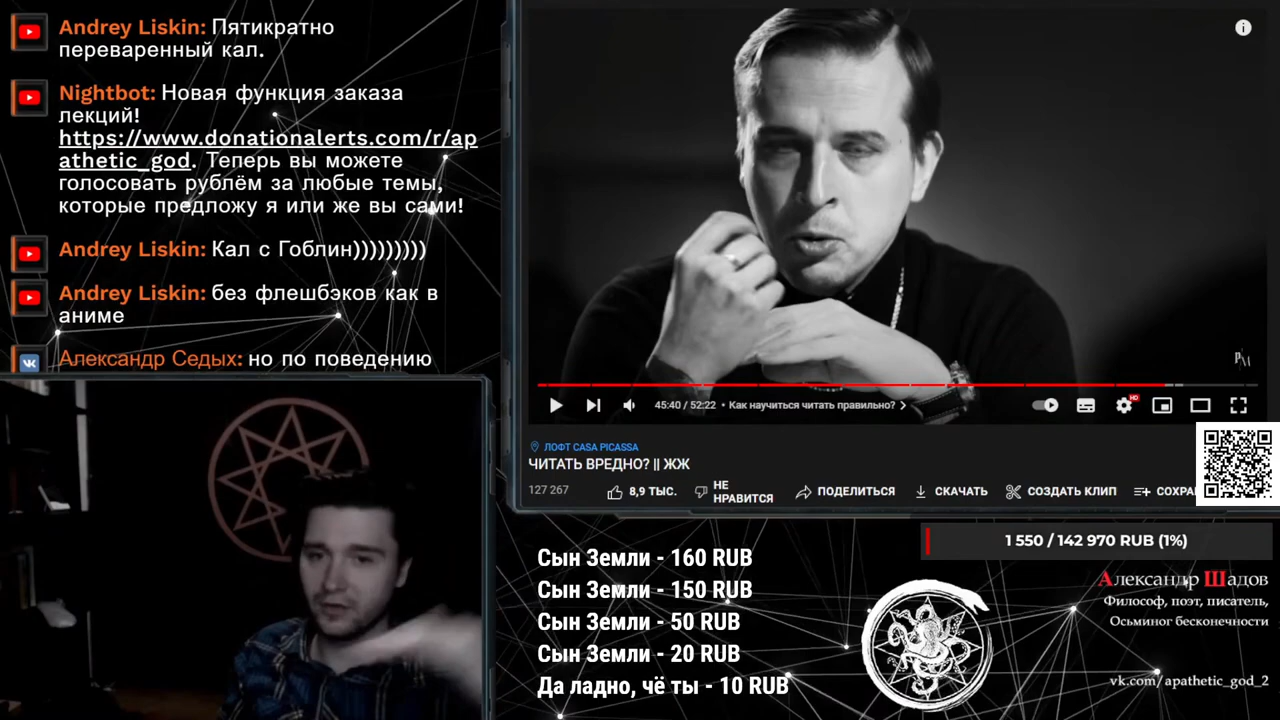 Andrey Liskin: Пятикратно
переваренный кал.
Nightbot: Новая функция заказа
лекций!
https://www.donationalerts.com/r/ap
athetic_god. Теперь вы можете
голосовать рублём за любые темы,
которые предложу я или же вы сами!
Andrey Liskin: Кал с Гоблин)))))))))
Andrey Liskin: без флешбэков как в
аниме
Александр Седых: но по поведению
45:40 / 52:22 • Как научиться читать правильно?
HD
ЛОФТ CASA PICASSA
ЧИТАТЬ ВРЕДНО? || ЖЖ
127 267
8,9 ТЫС.
НЕ
НРАВИТСЯ
ПОДЕЛИТЬСЯ
СКАЧАТЬ
СОЗДАТЬ КЛИП
СОХРА
1 550 / 142 970 RUB (1%)
Сын Земли - 160 RUB
Сын Земли - 150 RUB
Сын Земли - 50 RUB
Сын Земли - 20 RUB
Да ладно, чё ты - 10 RUB
Александр Шадов
Философ, поэт, писатель,
Осьминог бесконечности
vk.com/apathetic_god_2